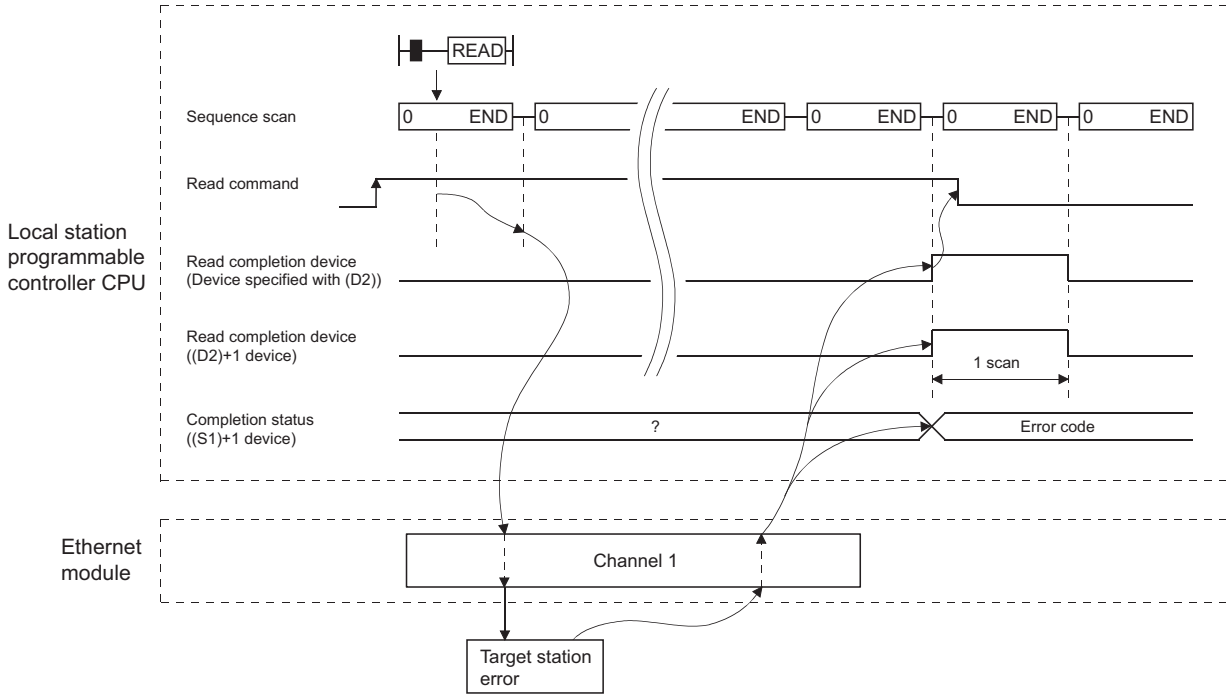 READ
Sequence scan
0 END 0 END 0 END 0 END 0 END
Read command
Local station
programmable
controller CPU
Read completion device
(Device specified with (D2))
Read completion device
((D2)+1 device)
1 scan
Completion status
((S1)+1 device)
?
Error code
Ethernet
module
Channel 1
Target station
error